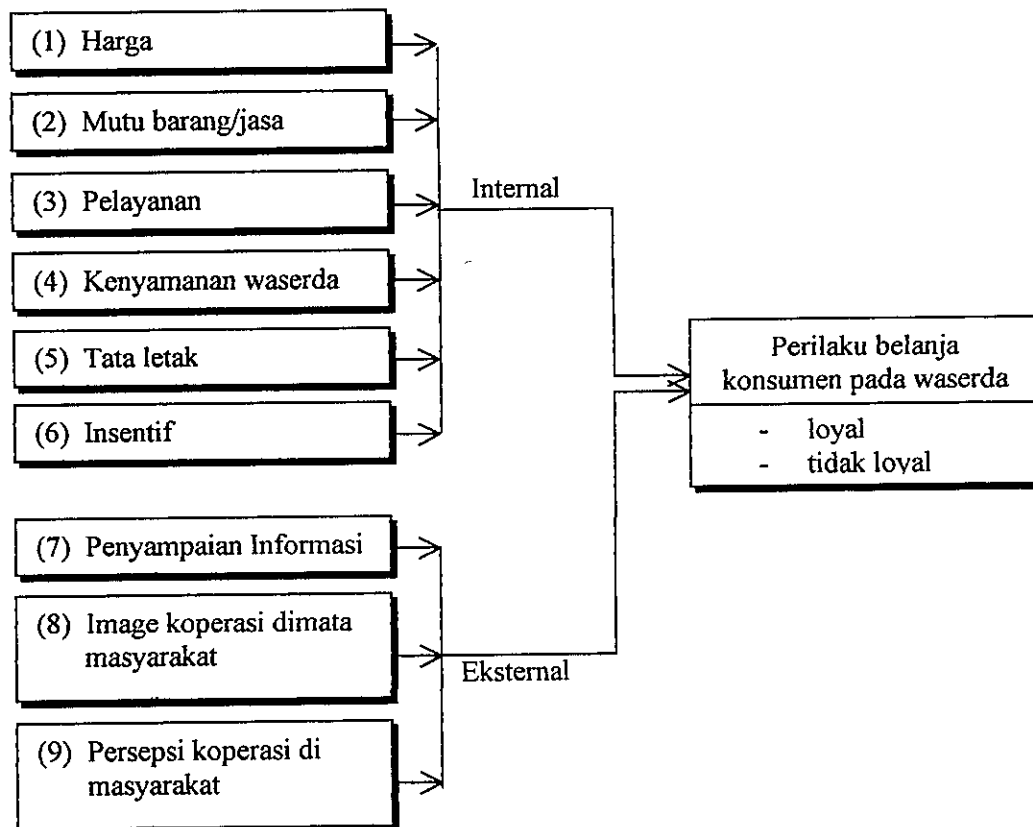 (1) Harga
(2) Mutu barang/jasa
(3) Pelayanan
(4) Kenyamanan waserda
(5) Tata letak
(6) Insentif
Internal
(7) Penyampaian Informasi
(8) Image koperasi dimata
masyarakat
(9) Persepsi koperasi di
masyarakat
Eksternal
Perilaku belanja
konsumen pada waserda
- loyal
- tidak loyal